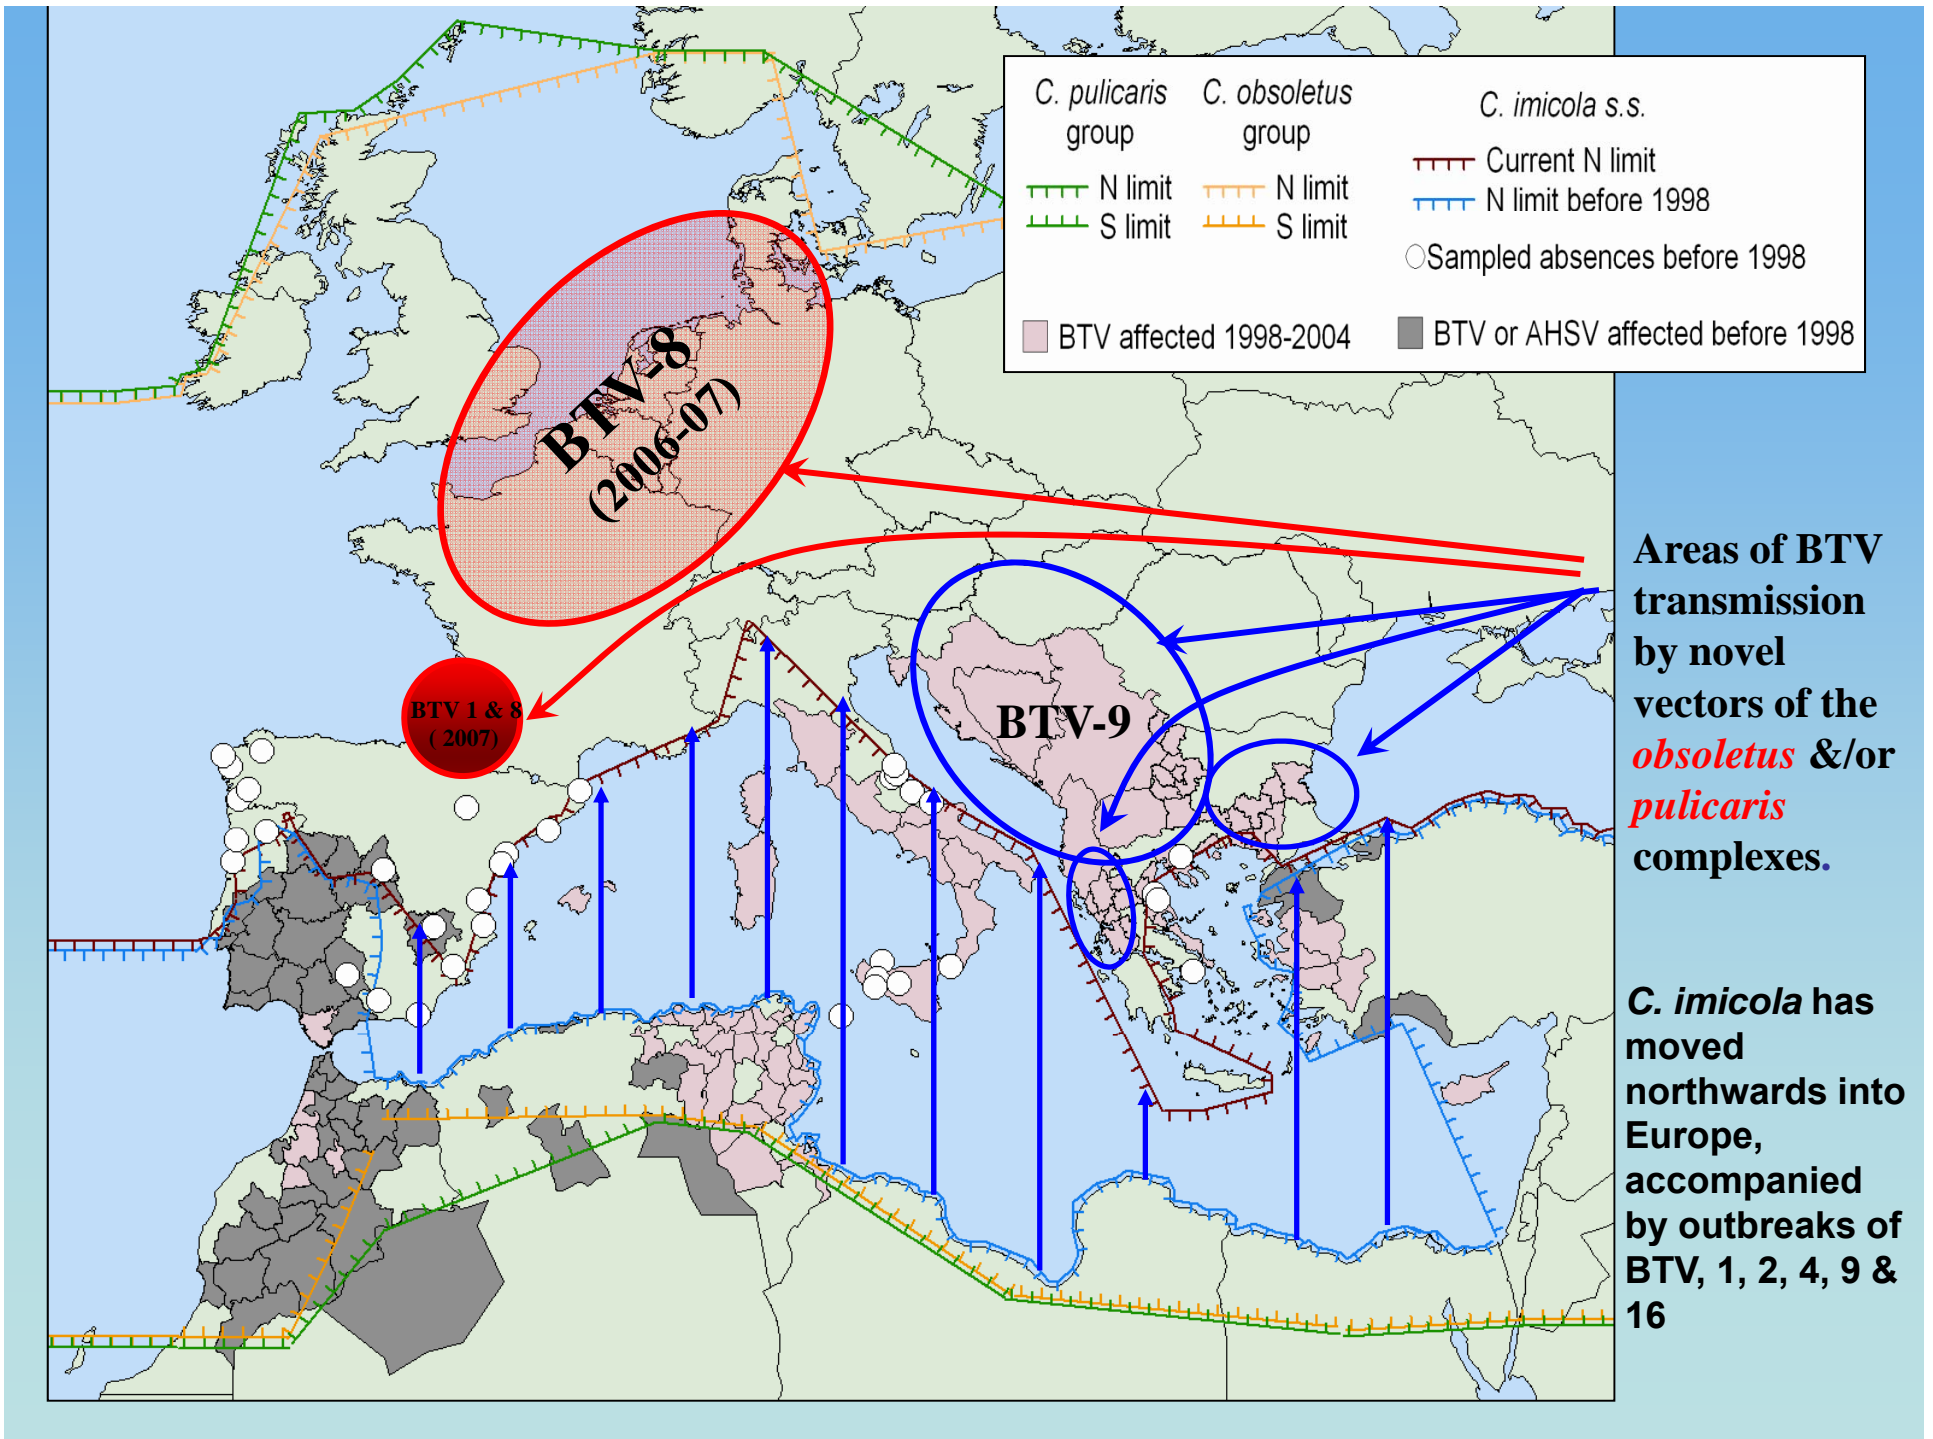 C. pulicaris
group
N limit
S limit
C. obsoletus
group
N limit
S limit
C. imicola s.s.
Current N limit
N limit before 1998
Sampled absences before 1998
BTV affected 1998-2004
BTV or AHSV affected before 1998
BTV-8
(2006-07)
BTV 1 & 8
( 2007)
BTV-9
Areas of BTV
transmission
by novel
vectors of the
obsoletus &/or
pulicaris
complexes.
C. imicola has
moved
northwards into
Europe,
accompanied
by outbreaks of
BTV, 1, 2, 4, 9 &
16